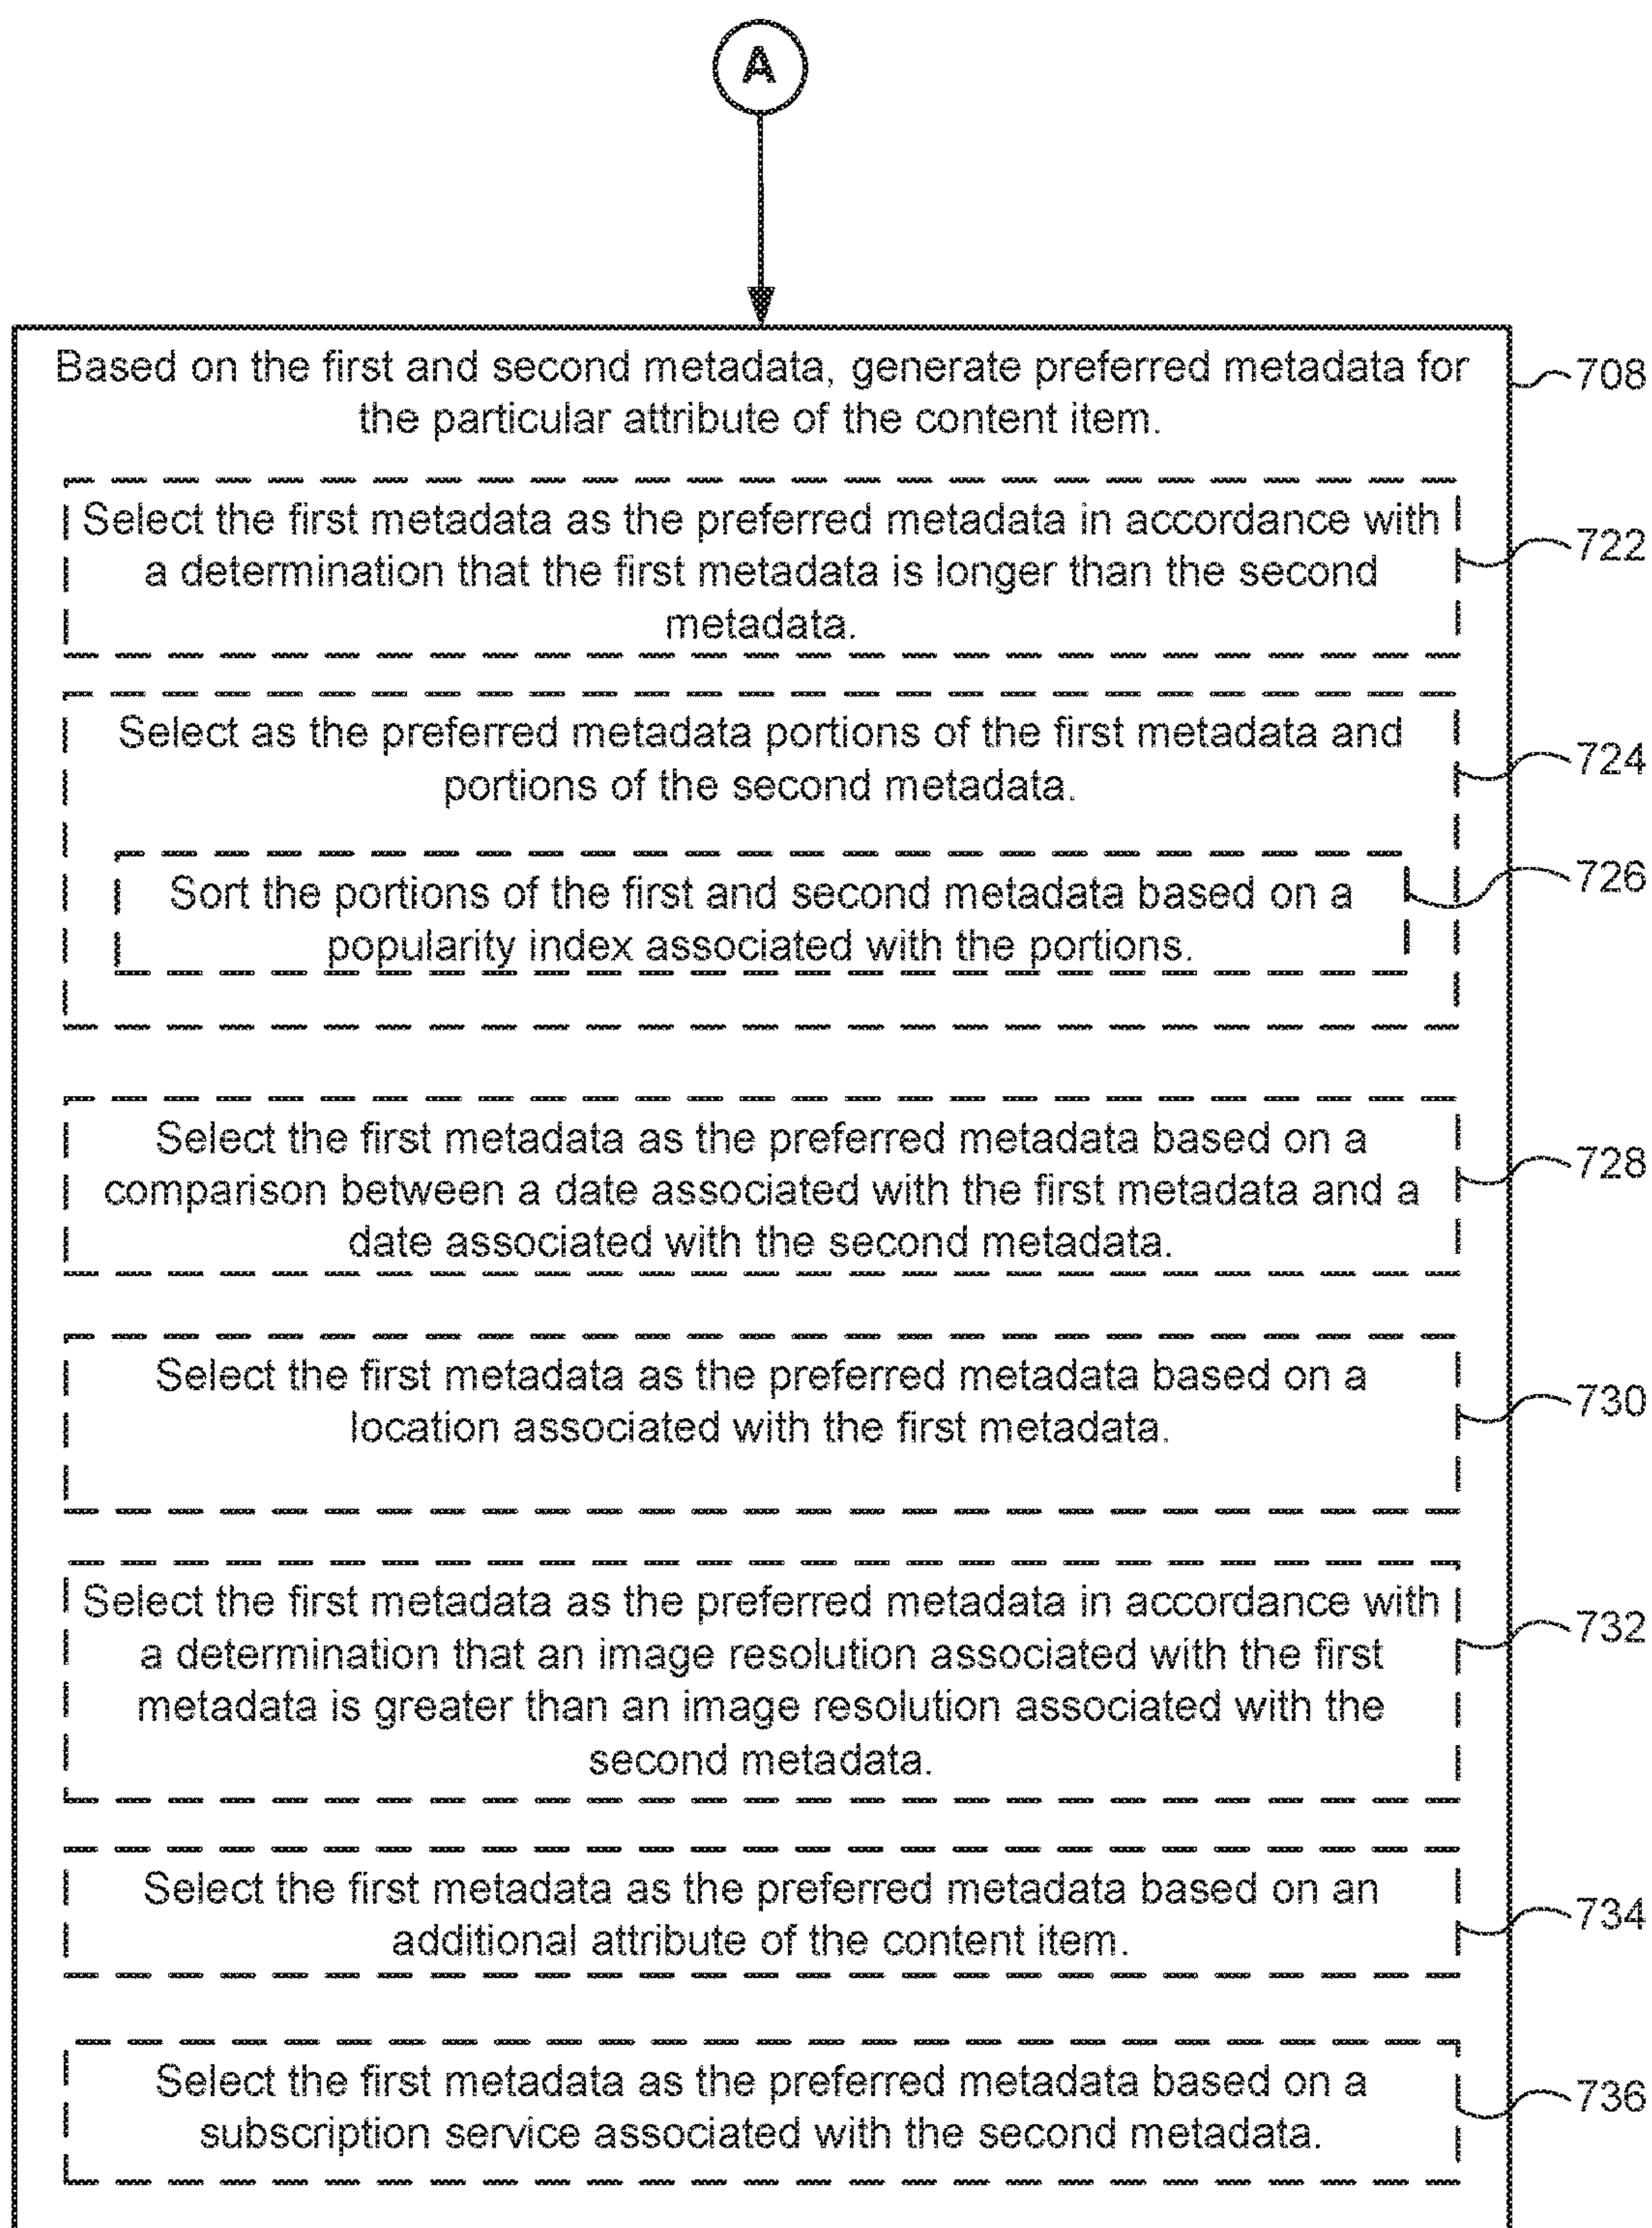 A
Based on the first and second metadata, generate preferred metadata for
the particular attribute of the content item.
708
Select the first metadata as the preferred metadata in accordance with
a determination that the first metadata is longer than the second
metadata.
722
Select as the preferred metadata portions of the first metadata and
portions of the second metadata.
724
Sort the portions of the first and second metadata based on a
popularity index associated with the portions.
726
Select the first metadata as the preferred metadata based on a
comparison between a date associated with the first metadata and a
date associated with the second metadata.
728
Select the first metadata as the preferred metadata based on a
location associated with the first metadata.
730
Select the first metadata as the preferred metadata in accordance with
a determination that an image resolution associated with the first
metadata is greater than an image resolution associated with the
second metadata.
732
Select the first metadata as the preferred metadata based on an
additional attribute of the content item.
734
Select the first metadata as the preferred metadata based on a
subscription service associated with the second metadata.
736